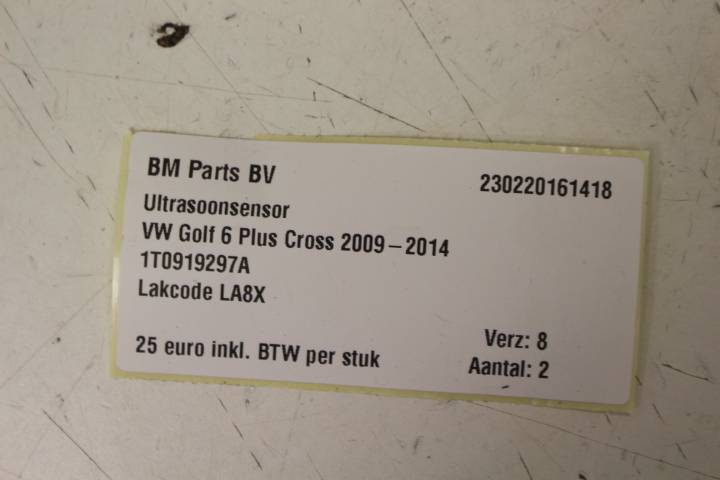 BM Parts BV
230220161418
Ultrasoonsensor
VW Golf 6 Plus Cross 2009–2014
1T0919297A
Lakcode LA8X
Verz: 8
25 euro inkl. BTW per stuk
Aantal: 2